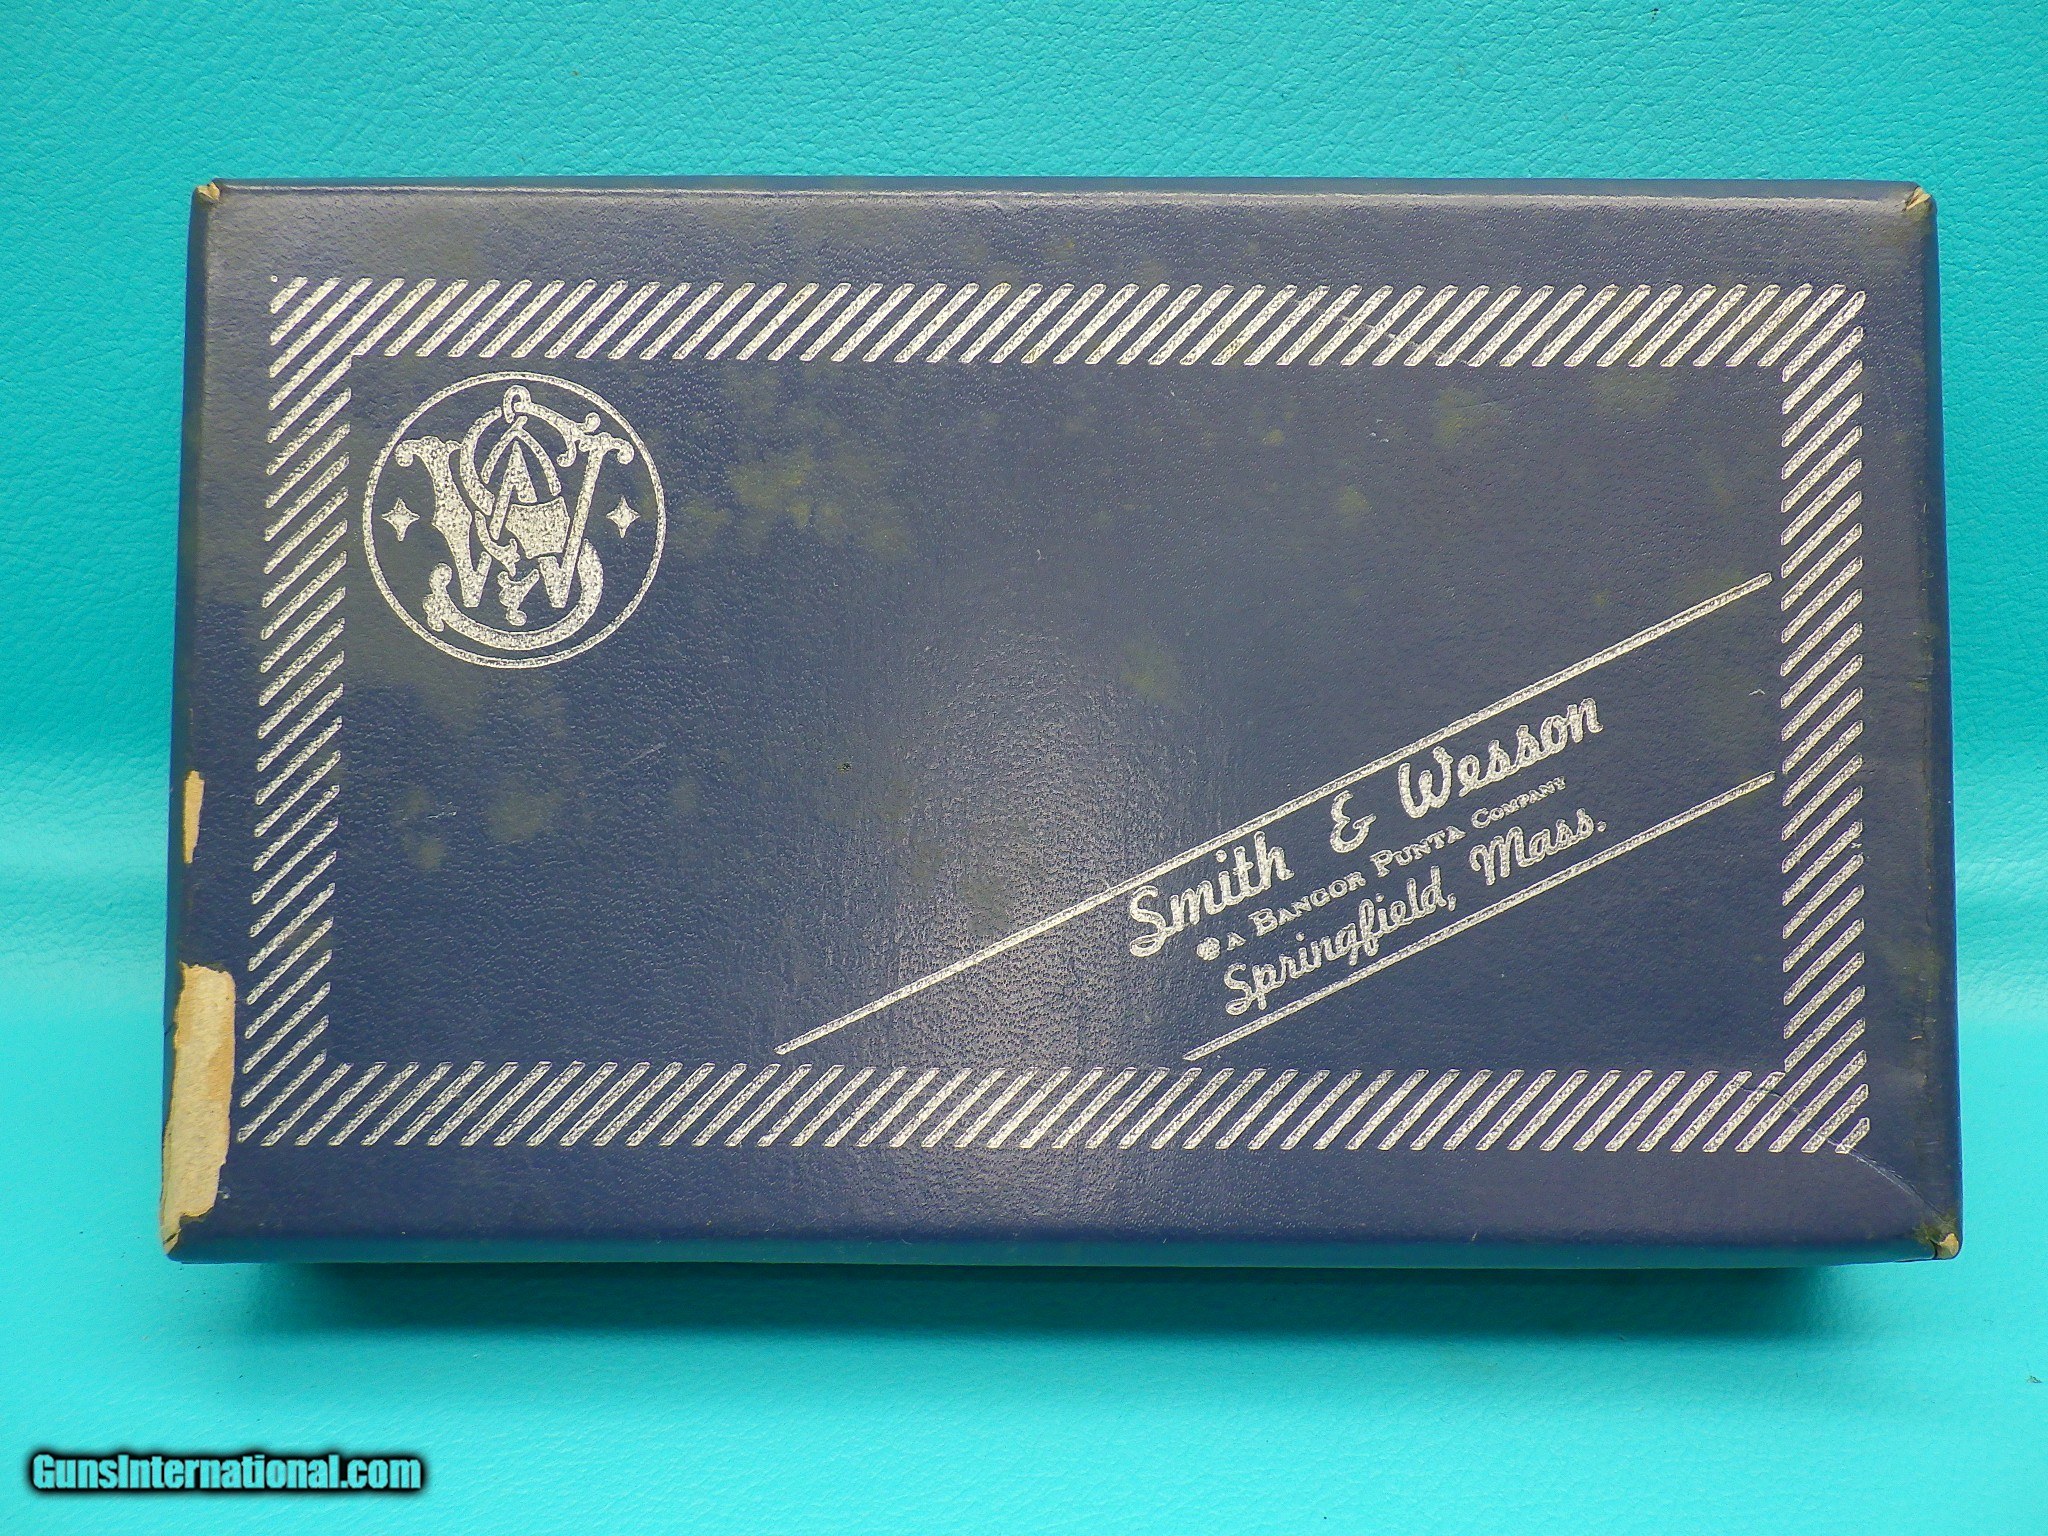 Smith & Wesson
A BANGOR PUNTA COMPANY
Springfield, Mass.
GunsInternational.com